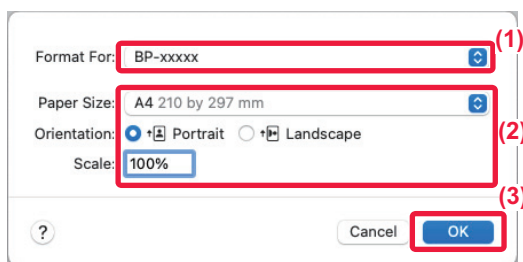 (1)
Format For: BP-xxxxx
Paper Size: A4 210 by 297 mm
(2)
Orientation: Portrait Landscape
Scale: 100%
(3)
? Cancel OK